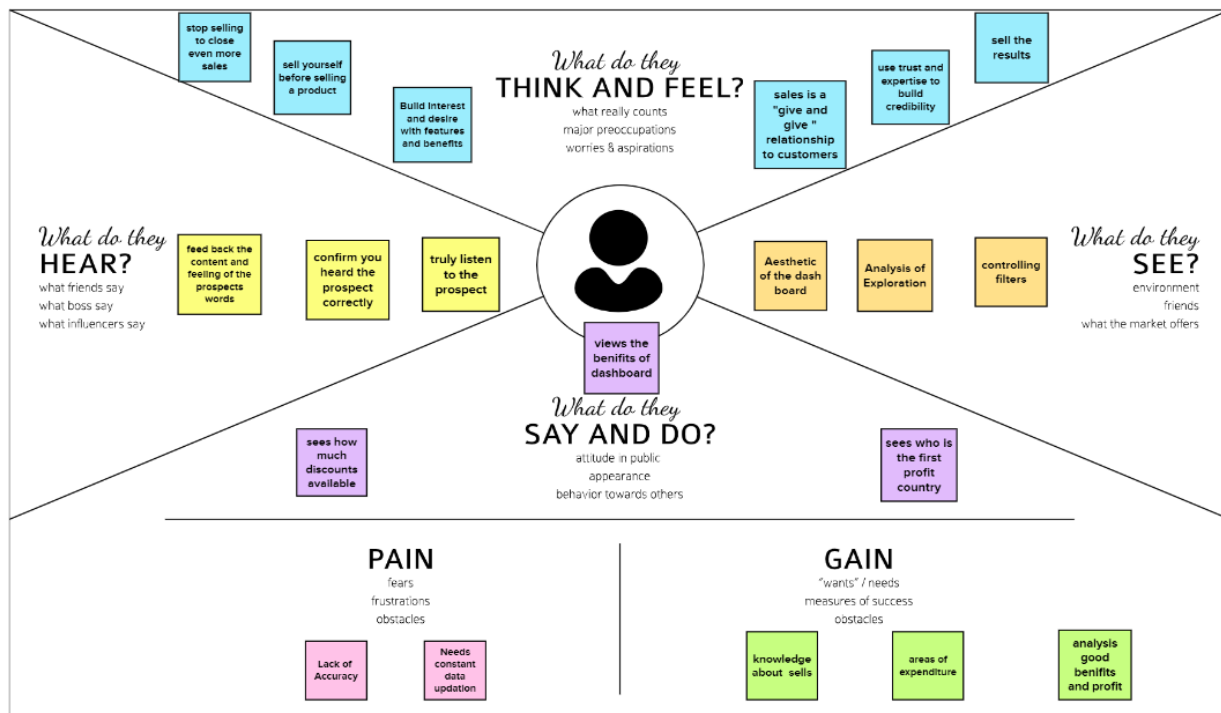 stop selling
to close
even more
sales
sell yourself
before selling
a product
Build Interest
and desire
with features
and benefits
What do they
THINK AND FEEL?
what really counts
major preoccupations
worries & aspirations
sales is a
"give and
give "
relationship
to customers
use trust and
expertise to
build
credibility
sell the
results
What do they
HEAR?
what friends say
what boss say
what influencers say
feed back the
content and
feeling of the
prospects
words
confirm you
heard the
prospect
correctly
truly listen
to the
prospect
Aesthetic
of the dash
board
Analysis of
Exploration
controlling
filters
What do they
SEE?
environment
friends
what the market offers
views the
benifits of
dashboard
What do they
SAY AND DO?
attitude in public
appearance
behavior towards others
sees how
much
discounts
available
sees who is
the first
profit
country
PAIN
fears
frustrations
obstacles
Lack of
Accuracy
Needs
constant
data
updation
GAIN
"wants" / needs
measures of success
obstacles
knowledge
about sells
areas of
expenditure
analysis
good
benifits
and profit